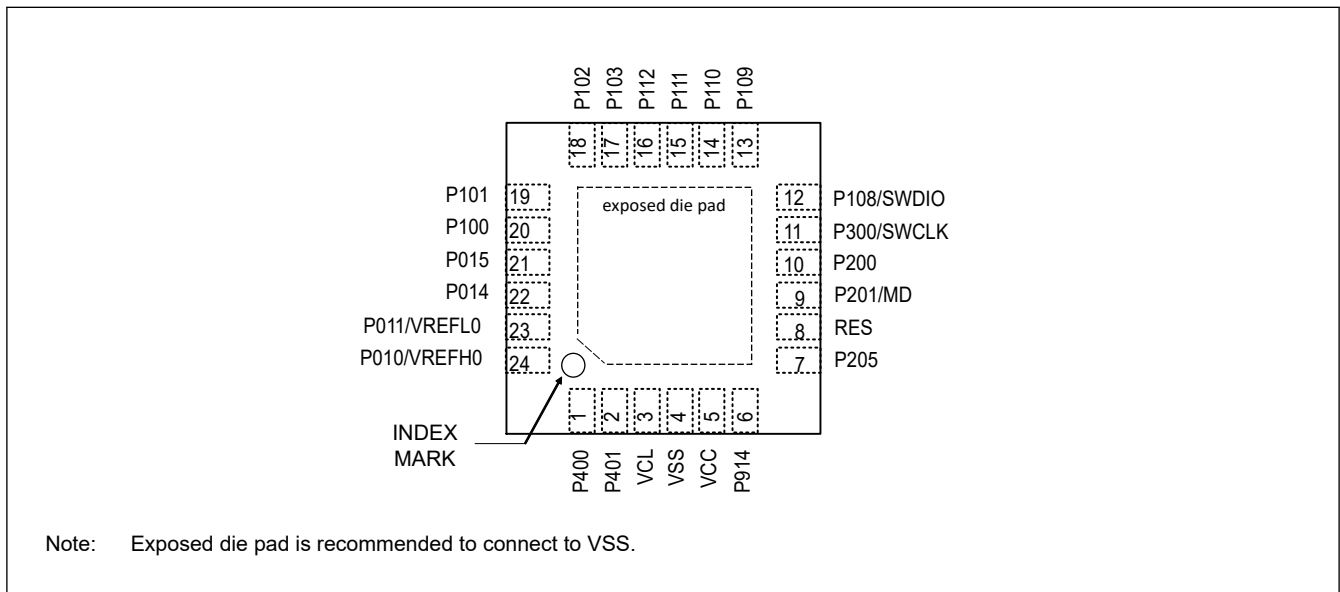 P102
P103
P112
P111
P110
P109
18
17
16
15
14
13
P101
19
P100
20
P015
21
P014
22
P011/VREFL0
23
P010/VREFH0
24
exposed die pad
12
P108/SWDIO
11
P300/SWCLK
10
P200
9
P201/MD
8
RES
7
P205
1
2
3
4
5
6
INDEX
MARK
P400
P401
VCL
VSS
VCC
P914
Note: Exposed die pad is recommended to connect to VSS.